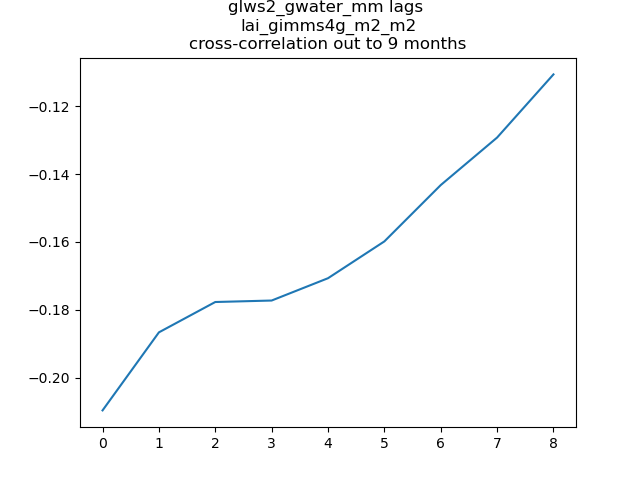 glws2_gwater_mm lags
lai_gimms4g_m2_m2
cross-correlation out to 9 months
−0.12
−0.14
−0.16
−0.18
−0.20
0 1 2 3 4 5 6 7 8